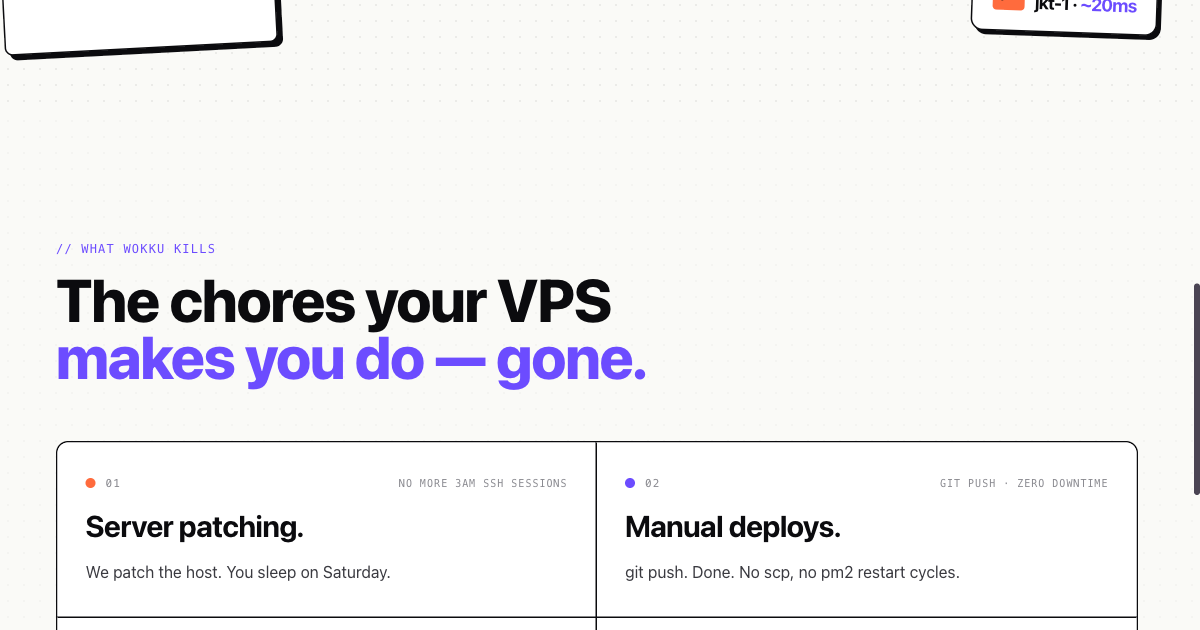 jkt-1 · ~20ms
// WHAT WOKKU KILLS
The chores your VPS
makes you do — gone.
01
NO MORE 3AM SSH SESSIONS
Server patching.
We patch the host. You sleep on Saturday.
02
GIT PUSH · ZERO DOWNTIME
Manual deploys.
git push. Done. No scp, no pm2 restart cycles.